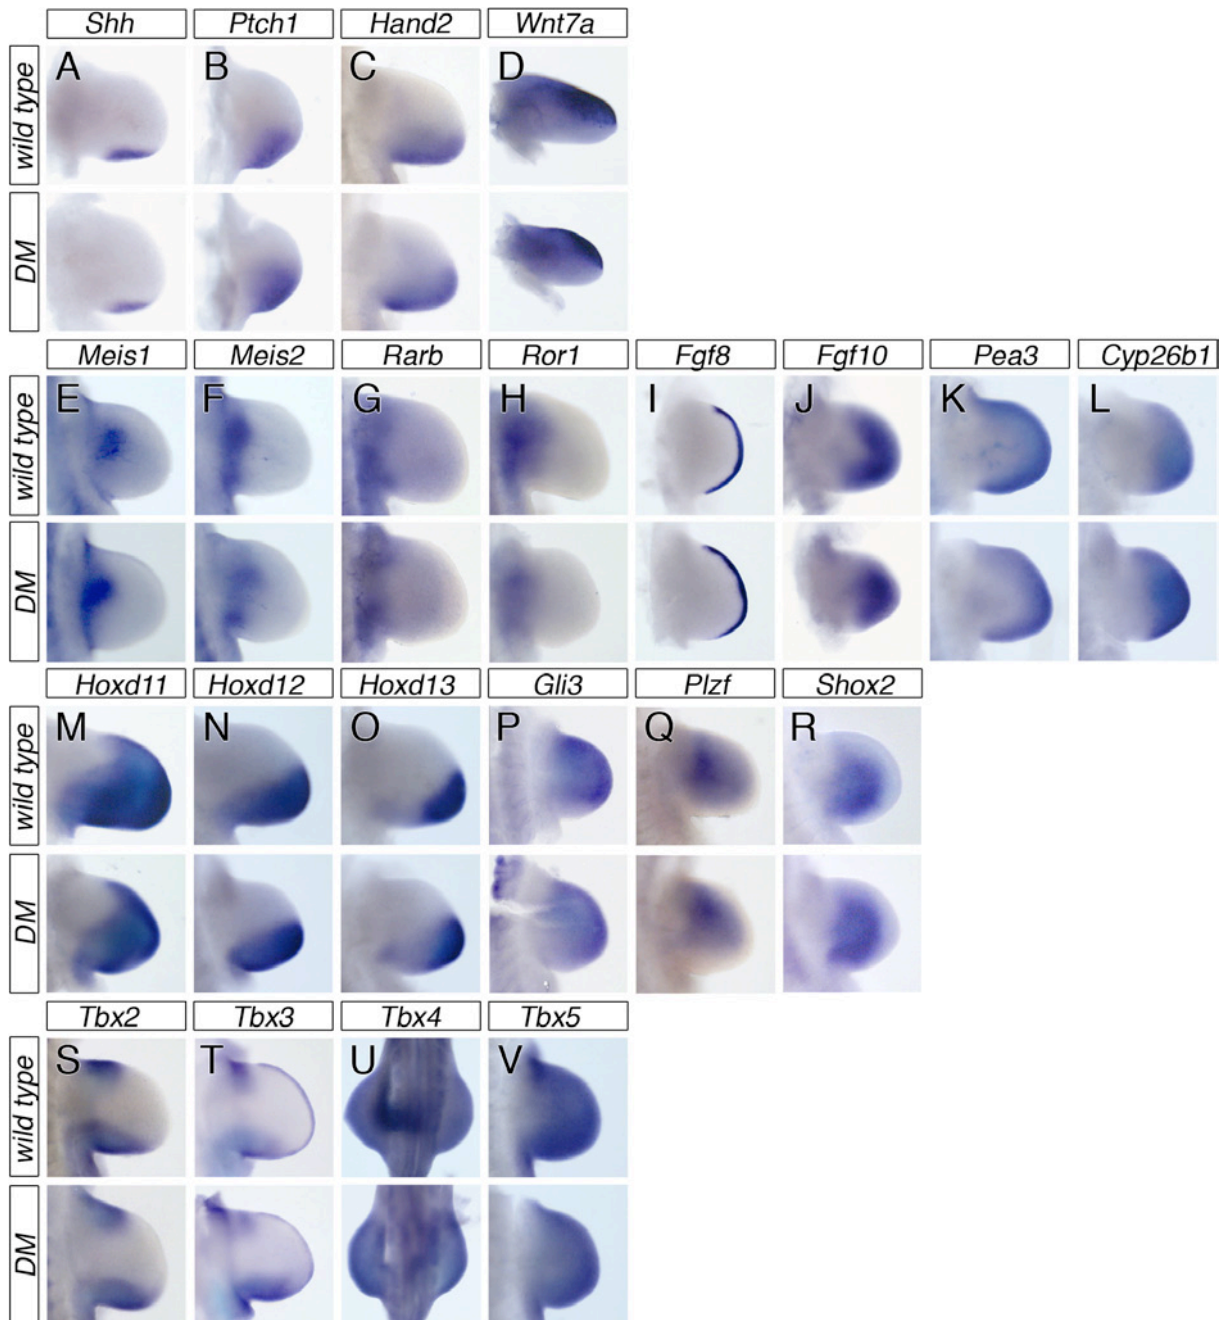 Shh Ptch1 Hand2 Wnt7a
wild type A B C D
DM
Meis1 Meis2 Rarb Ror1 Fgf8 Fgf10 Pea3 Cyp26b1
wild type E F G H I J K L
DM
Hoxd11 Hoxd12 Hoxd13 Gli3 Plzf Shox2
wild type M N O P Q R
DM
Tbx2 Tbx3 Tbx4 Tbx5
wild type S T U V
DM